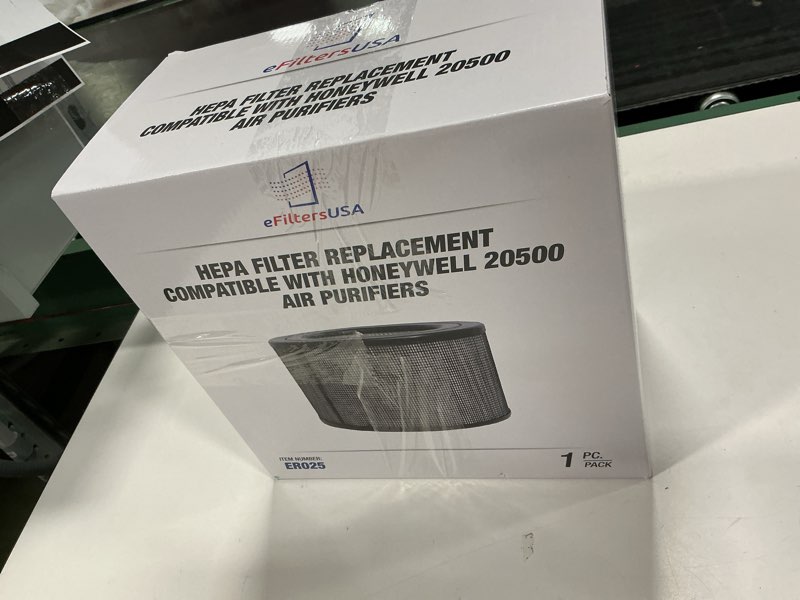 eFiltersUSA
HEPA FILTER REPLACEMENT
COMPATIBLE WITH HONEYWELL 20500
AIR PURIFIERS
eFiltersUSA
HEPA FILTER REPLACEMENT
COMPATIBLE WITH HONEYWELL 20500
AIR PURIFIERS
ITEM NUMBER:
ER025
1 PC.
PACK